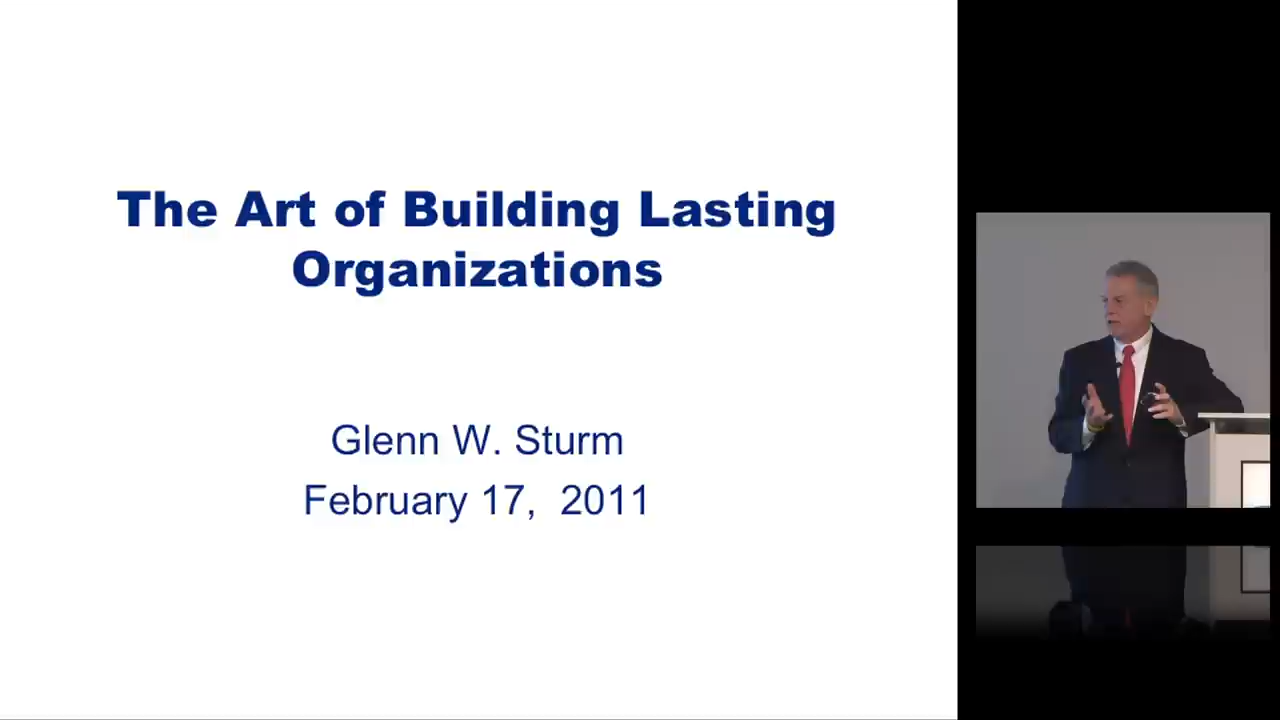 The Art of Building Lasting
Organizations
Glenn W. Sturm
February 17, 2011